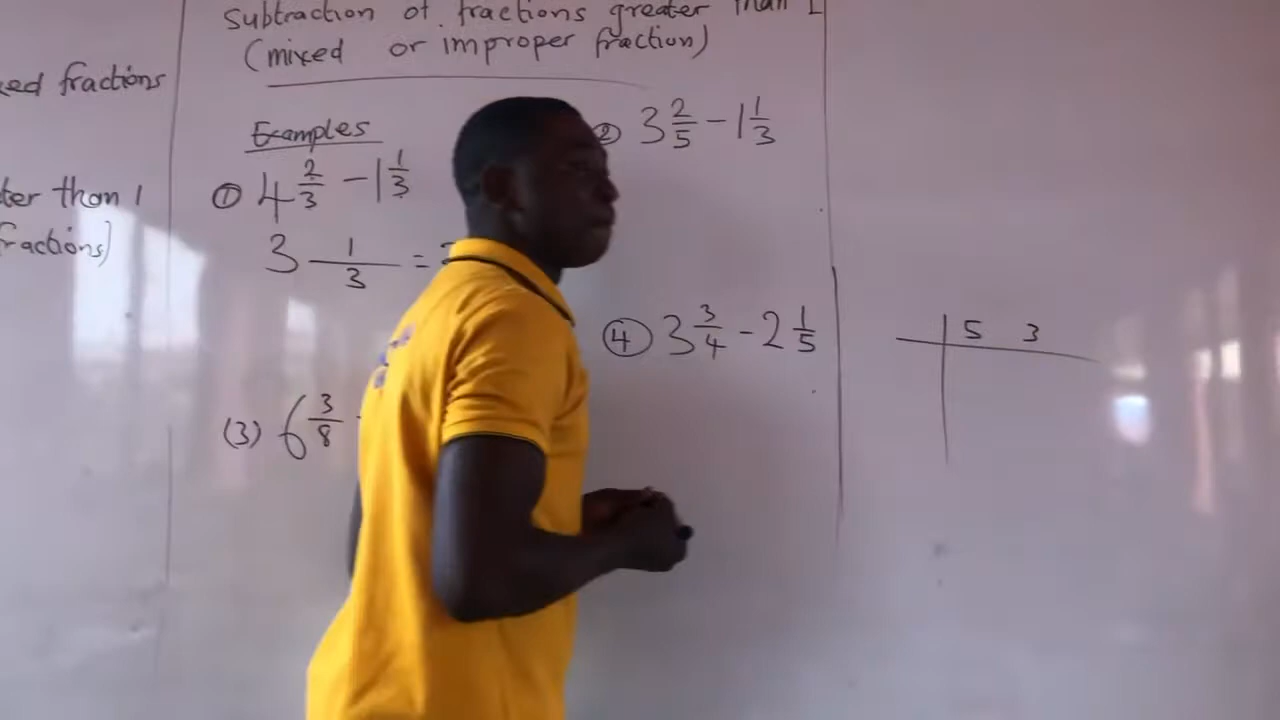 Subtraction of fractions greater than 1
(mixed or improper fraction)
fractions
than 1
fractions)
Examples
① 4 2/3 - 1 1/3
3 1/3 =
② 3 2/5 - 1 1/3
(3) 6 3/8
④ 3 3/4 - 2 1/5
5 3